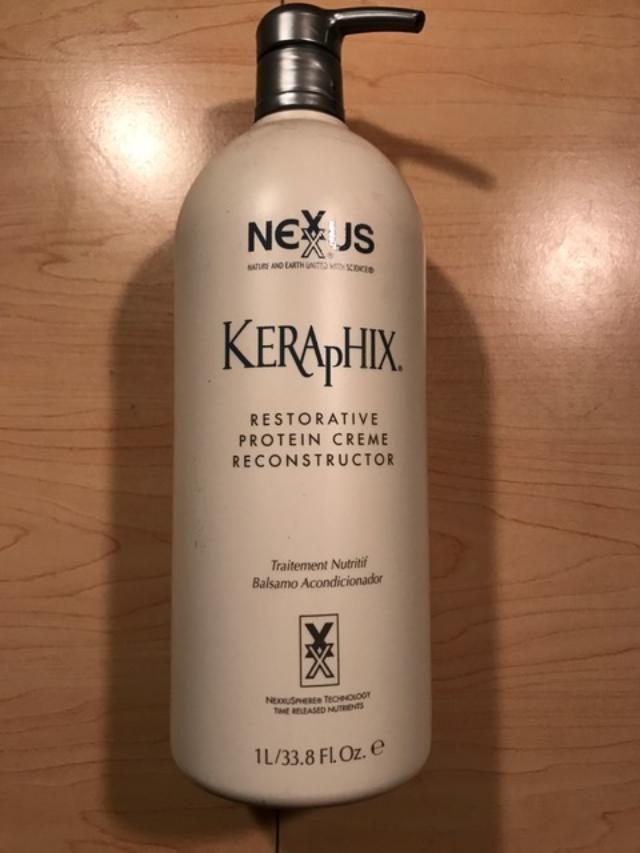 NEXXUS
NATURE AND EARTH UNITED WITH SCIENCE®
KERAPHIX.
RESTORATIVE
PROTEIN CREME
RECONSTRUCTOR
Traitement Nutritif
Balsamo Acondicionador
NEXXUSPHERE® TECHNOLOGY
TIME RELEASED NUTRIENTS
1L/33.8 Fl. Oz. ℮